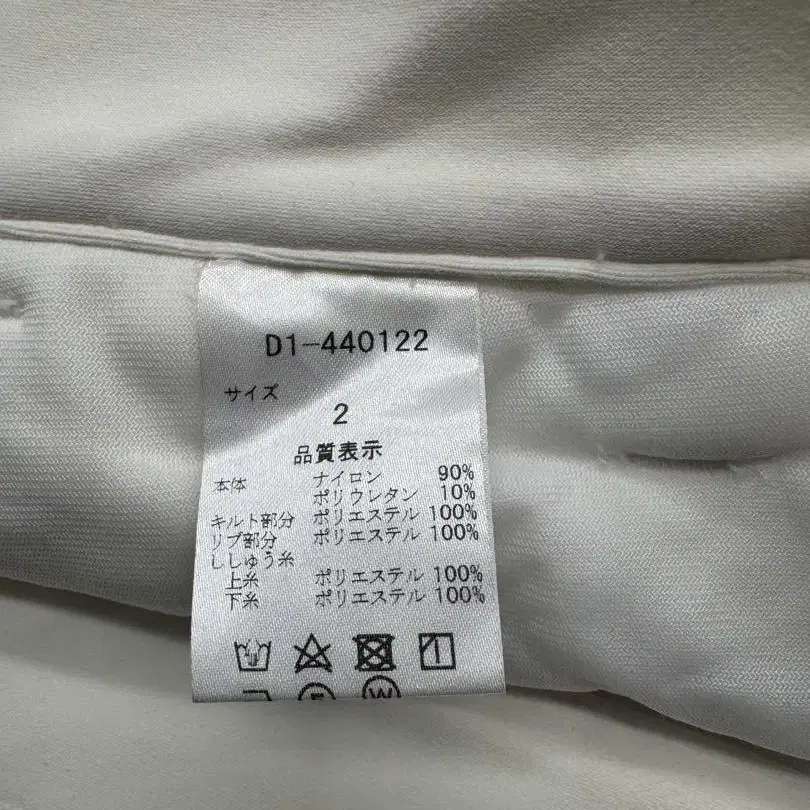 D1-440122
サイズ
2
品質表示
本体 ナイロン 90%
ポリウレタン 10%
キルト部分 ポリエステル 100%
リブ部分 ポリエステル 100%
ししゅう糸
上糸 ポリエステル 100%
下糸 ポリエステル 100%
W